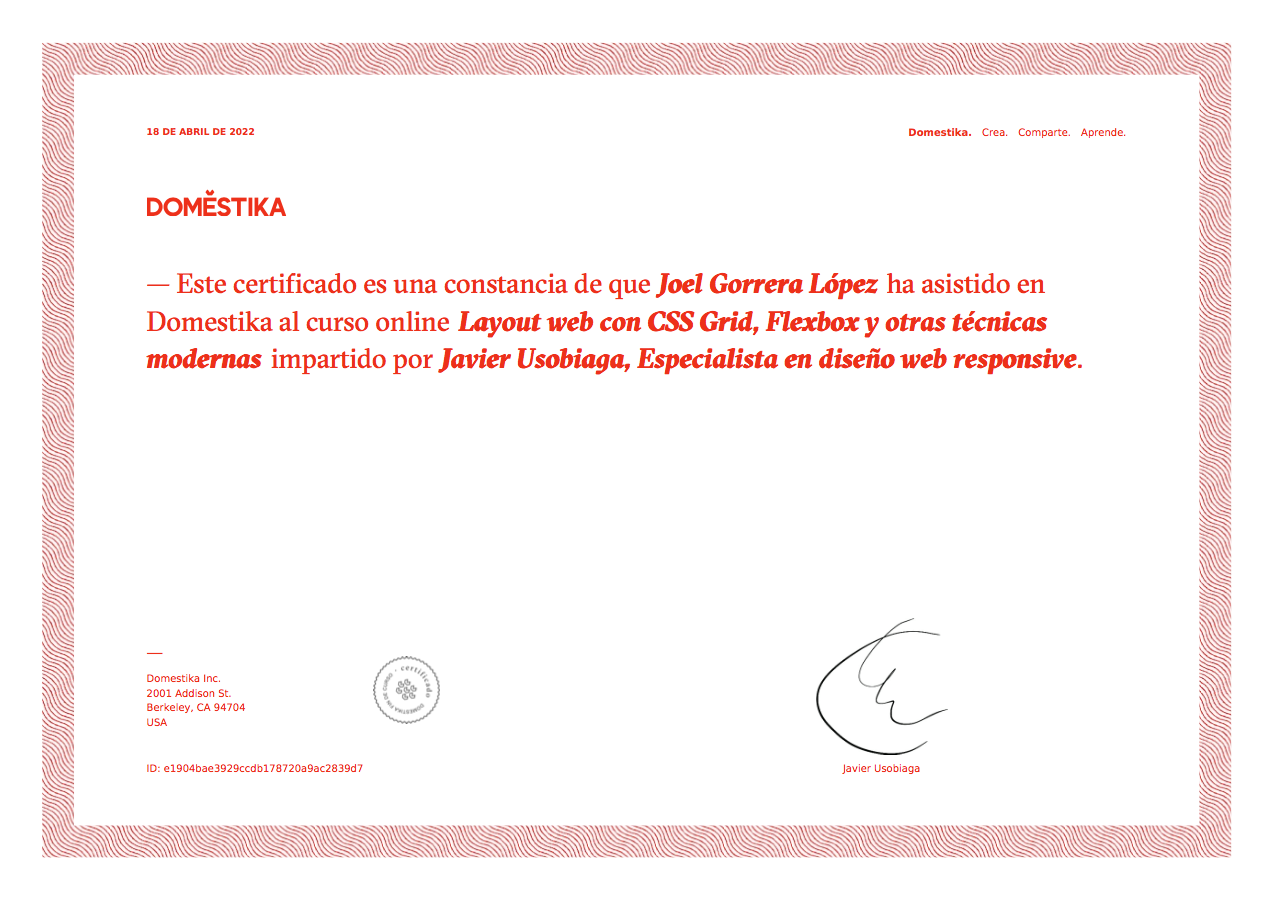 18 DE ABRIL DE 2022
Domestika. Crea. Comparte. Aprende.
DOMĔSTIKA
— Este certificado es una constancia de que Joel Gorrera López ha asistido en
Domestika al curso online Layout web con CSS Grid, Flexbox y otras técnicas
modernas impartido por Javier Usobiaga, Especialista en diseño web responsive.
—
Domestika Inc.
2001 Addison St.
Berkeley, CA 94704
USA
certificado
DOMESTIKA FIN DE CURSO
ID: e1904bae3929ccdb178720a9ac2839d7
Javier Usobiaga